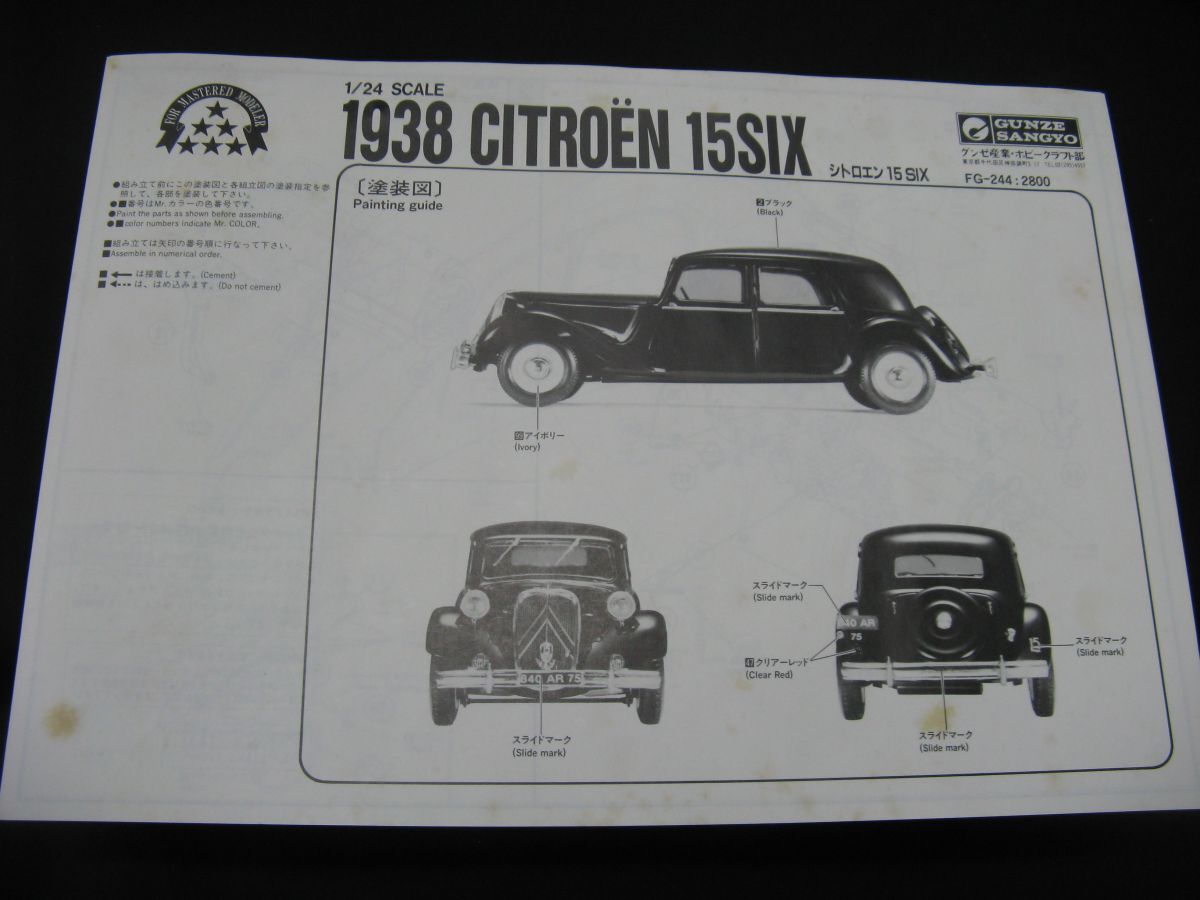 FOR MASTERED MODELER
1/24 SCALE
1938 CITROËN 15SIX
シトロエン 15 SIX
GUNZE
SANGYO
グンゼ産業・ホビークラフト部
FG-244 : 2800
●組み立て前にこの塗装図と各組立図の塗装指定を参
照して、各部を塗装して下さい。
●■番号はMr.カラーの色番号です。
●Paint the parts as shown before assembling.
●■color numbers indicate Mr. COLOR.
■組み立ては矢印の番号順に行なって下さい。
■Assemble in numerical order.
■←は接着します。(Cement)
■←は、はめ込みます。(Do not cement)
〔塗装図〕
Painting guide
2ブラック
(Black)
アイボリー
(Ivory)
840 AR 75
スライドマーク
(Slide mark)
スライドマーク
(Slide mark)
40 AR
75
47クリアーレッド
(Clear Red)
15
スライドマーク
(Slide mark)
スライドマーク
(Slide mark)